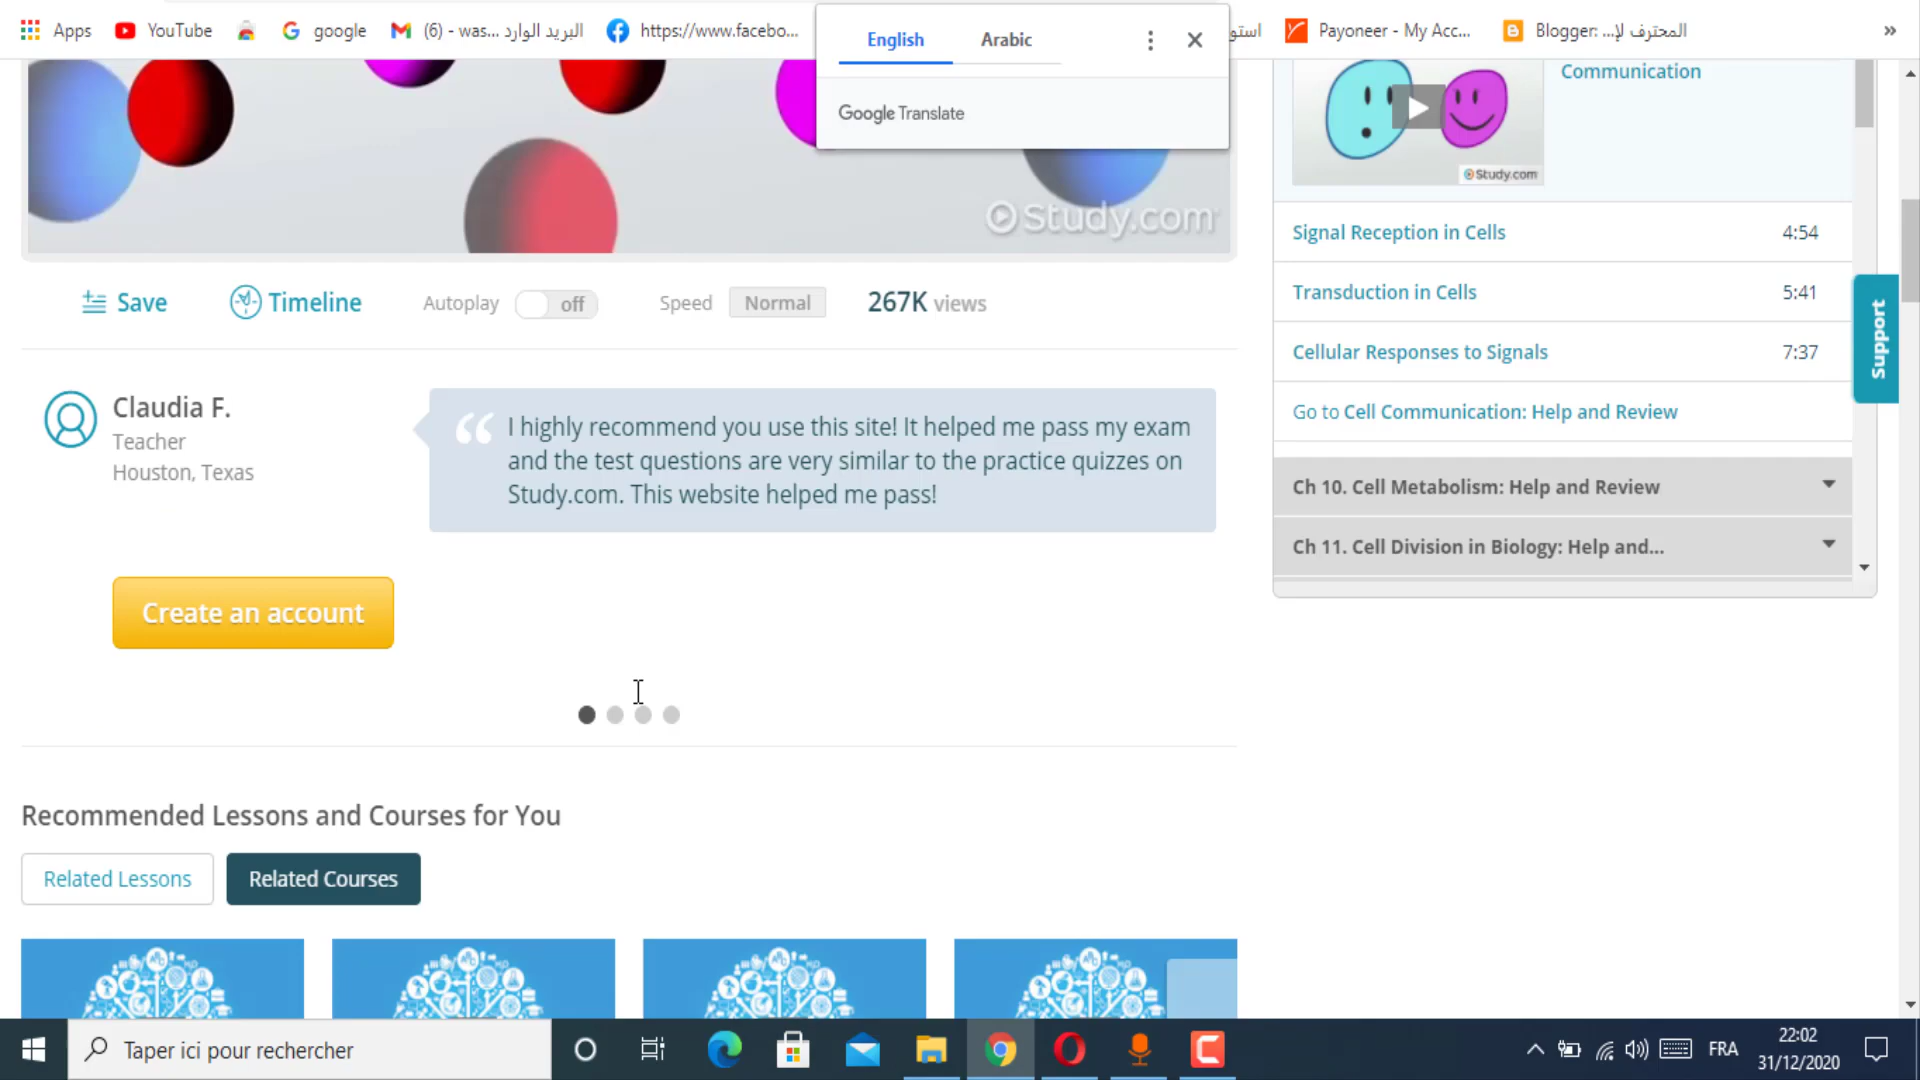 Apps
YouTube
google
(6) - was... البريد الوارد
https://www.facebo...
استو
Payoneer - My Acc...
Blogger: ...المحترف لإ
»
English
Arabic
Google Translate
Study.com
Save
Timeline
Autoplay
off
Speed
Normal
267K views
Claudia F.
Teacher
Houston, Texas
“ I highly recommend you use this site! It helped me pass my exam
and the test questions are very similar to the practice quizzes on
Study.com. This website helped me pass!
Create an account
Recommended Lessons and Courses for You
Related Lessons
Related Courses
Communication
Study.com
Signal Reception in Cells 4:54
Transduction in Cells 5:41
Cellular Responses to Signals 7:37
Go to Cell Communication: Help and Review
Ch 10. Cell Metabolism: Help and Review
Ch 11. Cell Division in Biology: Help and...
Support
Taper ici pour rechercher
FRA
22:02
31/12/2020